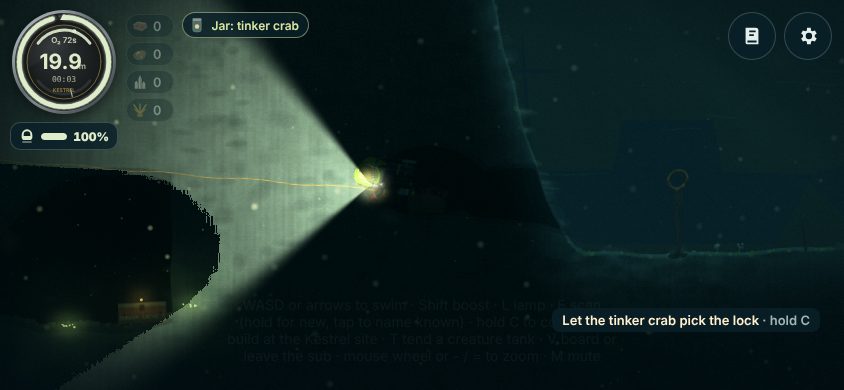 O₂ 72s
19.9m
00:03
KESTREL
0
0
0
0
Jar: tinker crab
100%
WASD or arrows to swim · Shift boost · L lamp · E scan
(hold for new, tap to name known) · hold C to
build at the Kestrel site · T tend a creature tank · V board or
leave the sub · mouse wheel or - / = to zoom · M mute
Let the tinker crab pick the lock · hold C